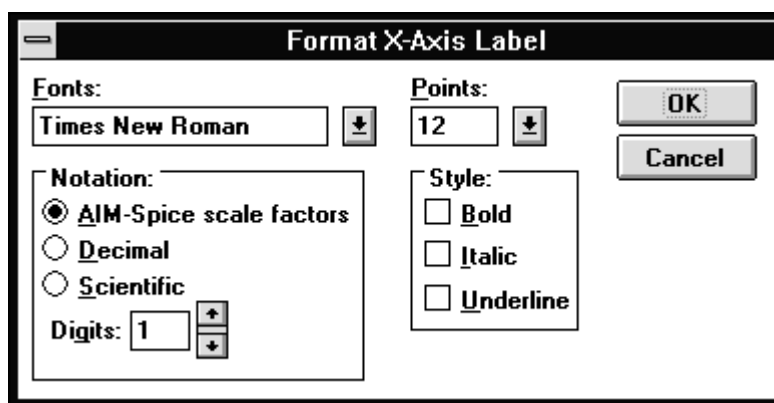 Format X-Axis Label
Fonts:
Times New Roman
Points:
12
OK
Cancel
Notation:
AIM-Spice scale factors
Decimal
Scientific
Digits: 1
Style:
Bold
Italic
Underline